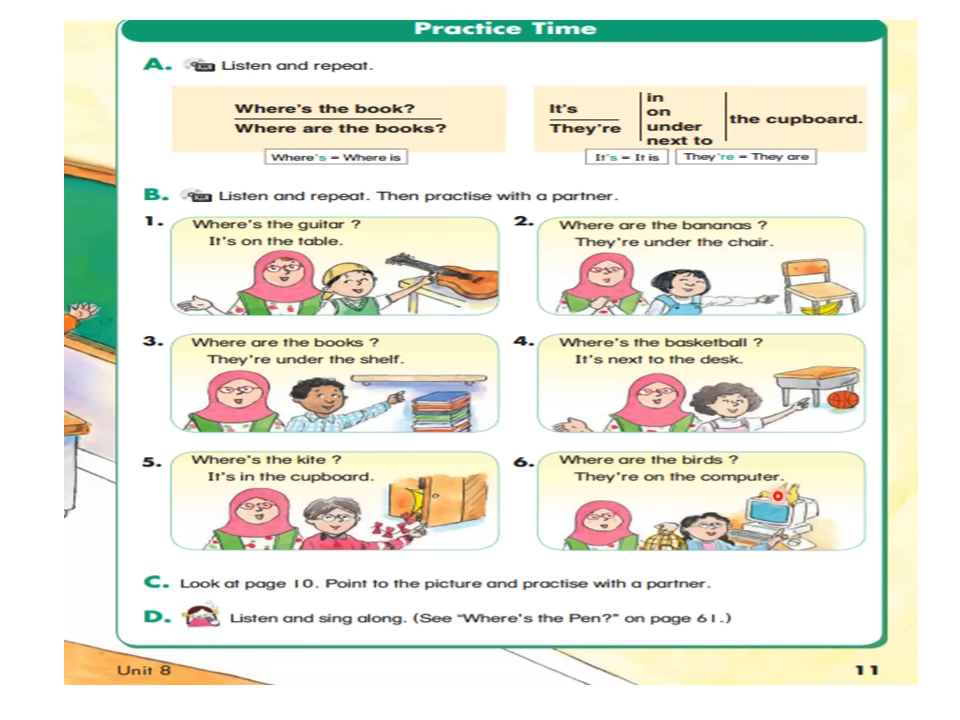 Practice Time
A. Listen and repeat.
Where's the book?
Where are the books?
It's
They're
in
on
under
next to
the cupboard.
Where's = Where is
It's = It is
They're = They are
B. Listen and repeat. Then practise with a partner.
1. Where's the guitar ?
It's on the table.
2. Where are the bananas ?
They're under the chair.
3. Where are the books ?
They're under the shelf.
4. Where's the basketball ?
It's next to the desk.
5. Where's the kite ?
It's in the cupboard.
6. Where are the birds ?
They're on the computer.
C. Look at page 10. Point to the picture and practise with a partner.
D. Listen and sing along. (See “Where's the Pen?” on page 61.)
Unit 8
11